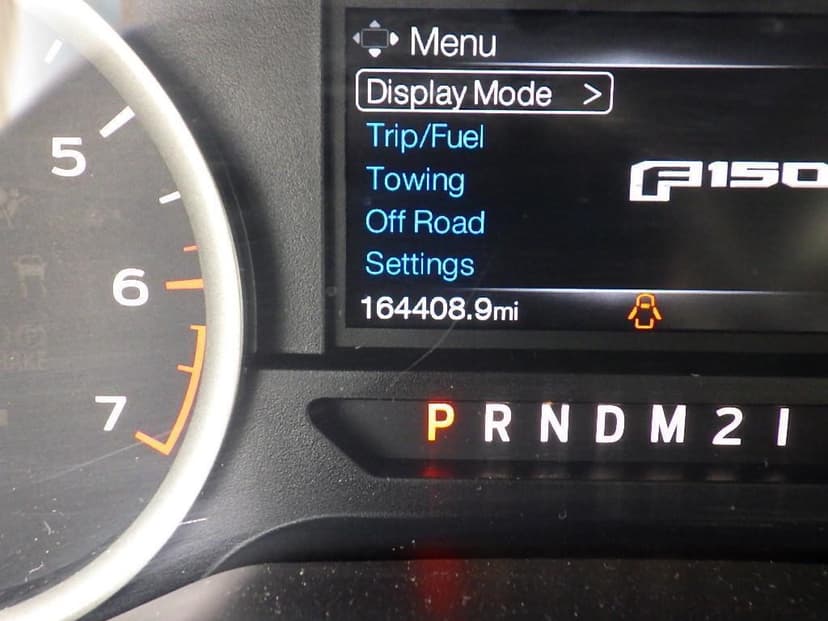 Menu
Display Mode >
Trip/Fuel
Towing
Off Road
Settings
F150
164408.9mi
5
6
7
P R N D M 2 1